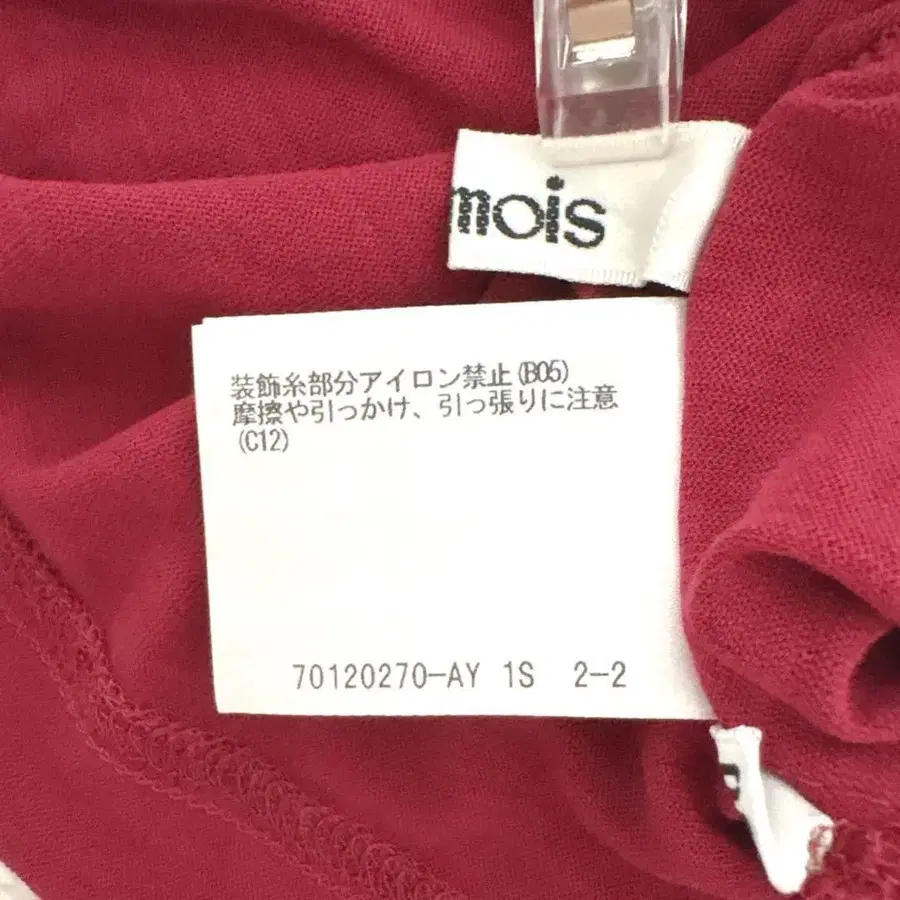 mois
装飾糸部分アイロン禁止(B05)
摩擦や引っかけ、引っ張りに注意
(C12)
70120270-AY 1S 2-2